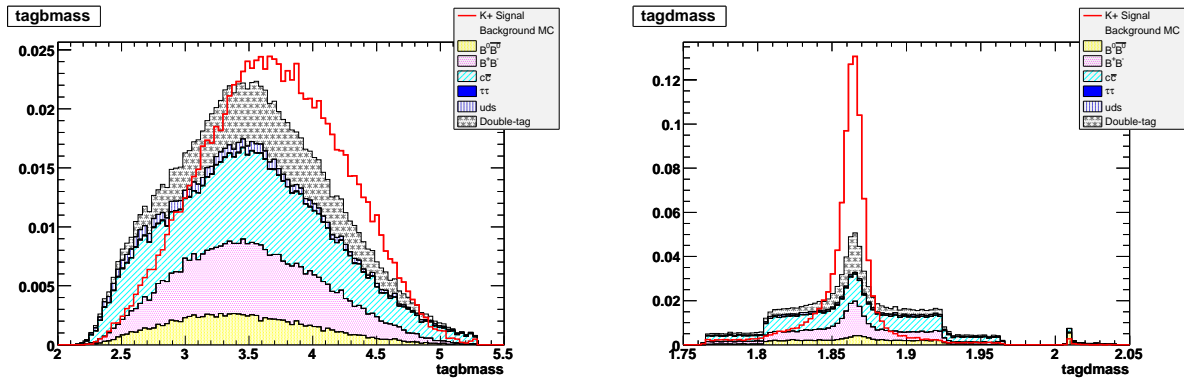 tagbmass
K+ Signal
Background MC
B⁰B̅⁰
B⁺B⁻
cc̅
ττ
uds
Double-tag
0.025
0.02
0.015
0.01
0.005
0
2 2.5 3 3.5 4 4.5 5 5.5
tagbmass
tagdmass
K+ Signal
Background MC
B⁰B̅⁰
B⁺B⁻
cc̅
ττ
uds
Double-tag
0.12
0.1
0.08
0.06
0.04
0.02
0
1.75 1.8 1.85 1.9 1.95 2 2.05
tagdmass